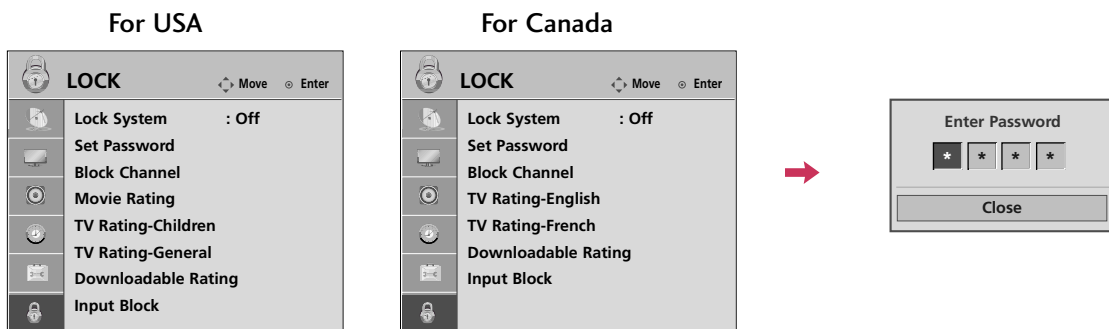 For USA
LOCK Move Enter
Lock System : Off
Set Password
Block Channel
Movie Rating
TV Rating-Children
TV Rating-General
Downloadable Rating
Input Block
For Canada
LOCK Move Enter
Lock System : Off
Set Password
Block Channel
TV Rating-English
TV Rating-French
Downloadable Rating
Input Block
Enter Password
* * * *
Close